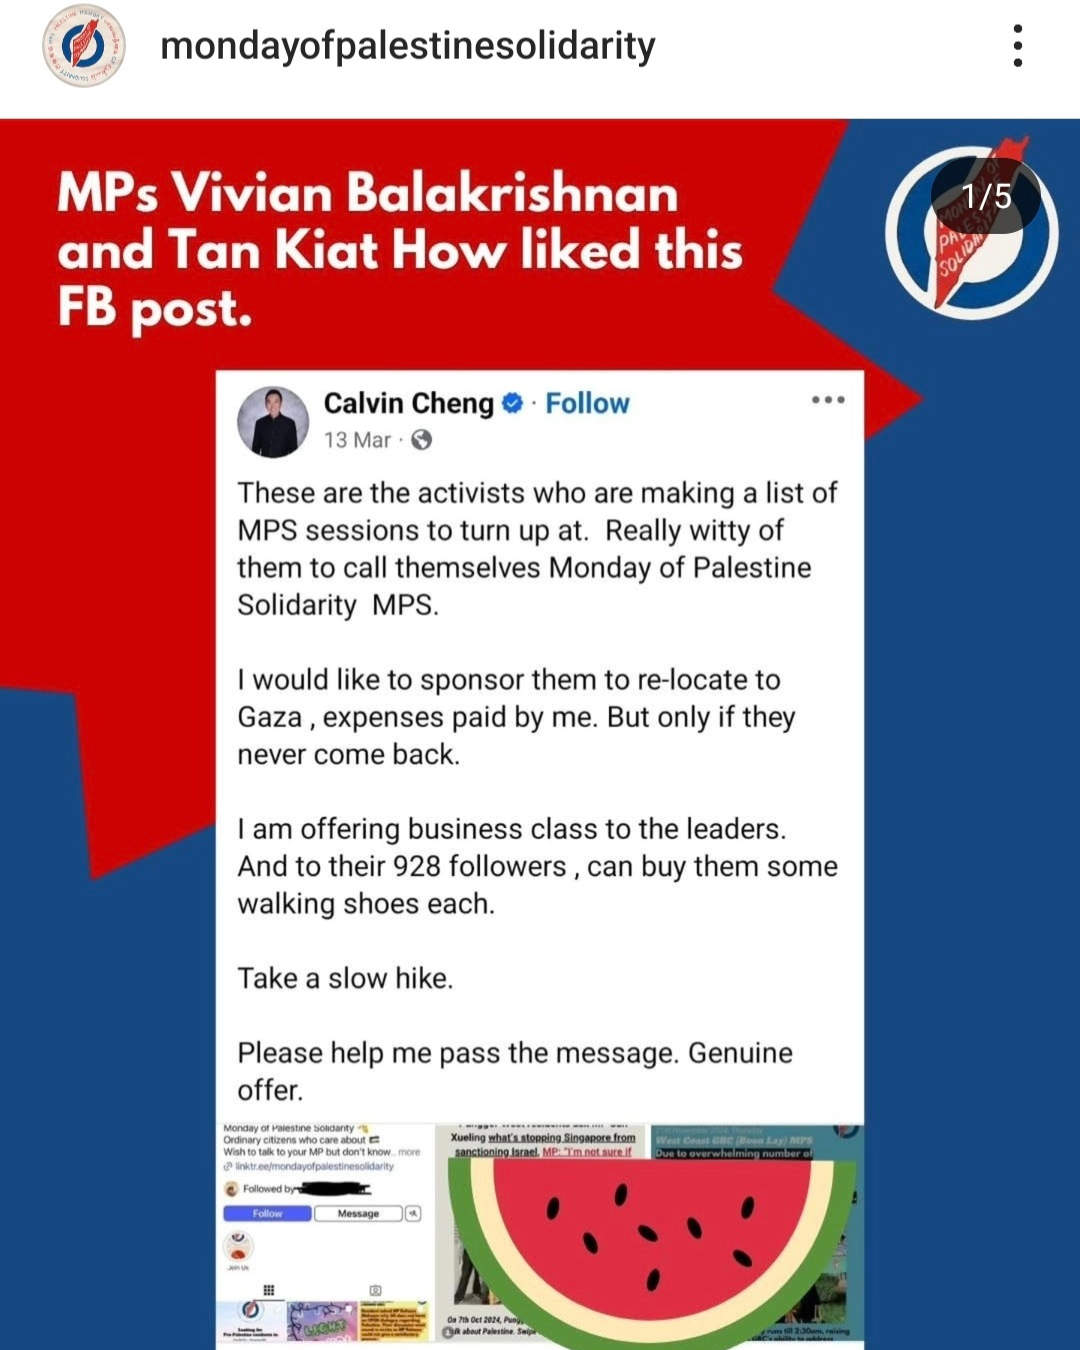 mondayofpalestinesolidarity
MPs Vivian Balakrishnan
and Tan Kiat How liked this
FB post.
1/5
Calvin Cheng · Follow
13 Mar ·
These are the activists who are making a list of
MPS sessions to turn up at.  Really witty of
them to call themselves Monday of Palestine
Solidarity  MPS.
I would like to sponsor them to re-locate to
Gaza , expenses paid by me. But only if they
never come back.
I am offering business class to the leaders.
And to their 928 followers , can buy them some
walking shoes each.
Take a slow hike.
Please help me pass the message. Genuine
offer.
Monday of Palestine Solidarity
Ordinary citizens who care about
Wish to talk to your MP but don't know... more
linktr.ee/mondayofpalestinesolidarity
Followed by
Follow
Message
Join Us
LIGHT
Xueling what's stopping Singapore from
sanctioning Israel, MP: "I'm not sure if
On 7th Oct 2024,
talk about Palestine. Swipe
West Coast GRC (Boon Lay) MPS
Due to overwhelming number of